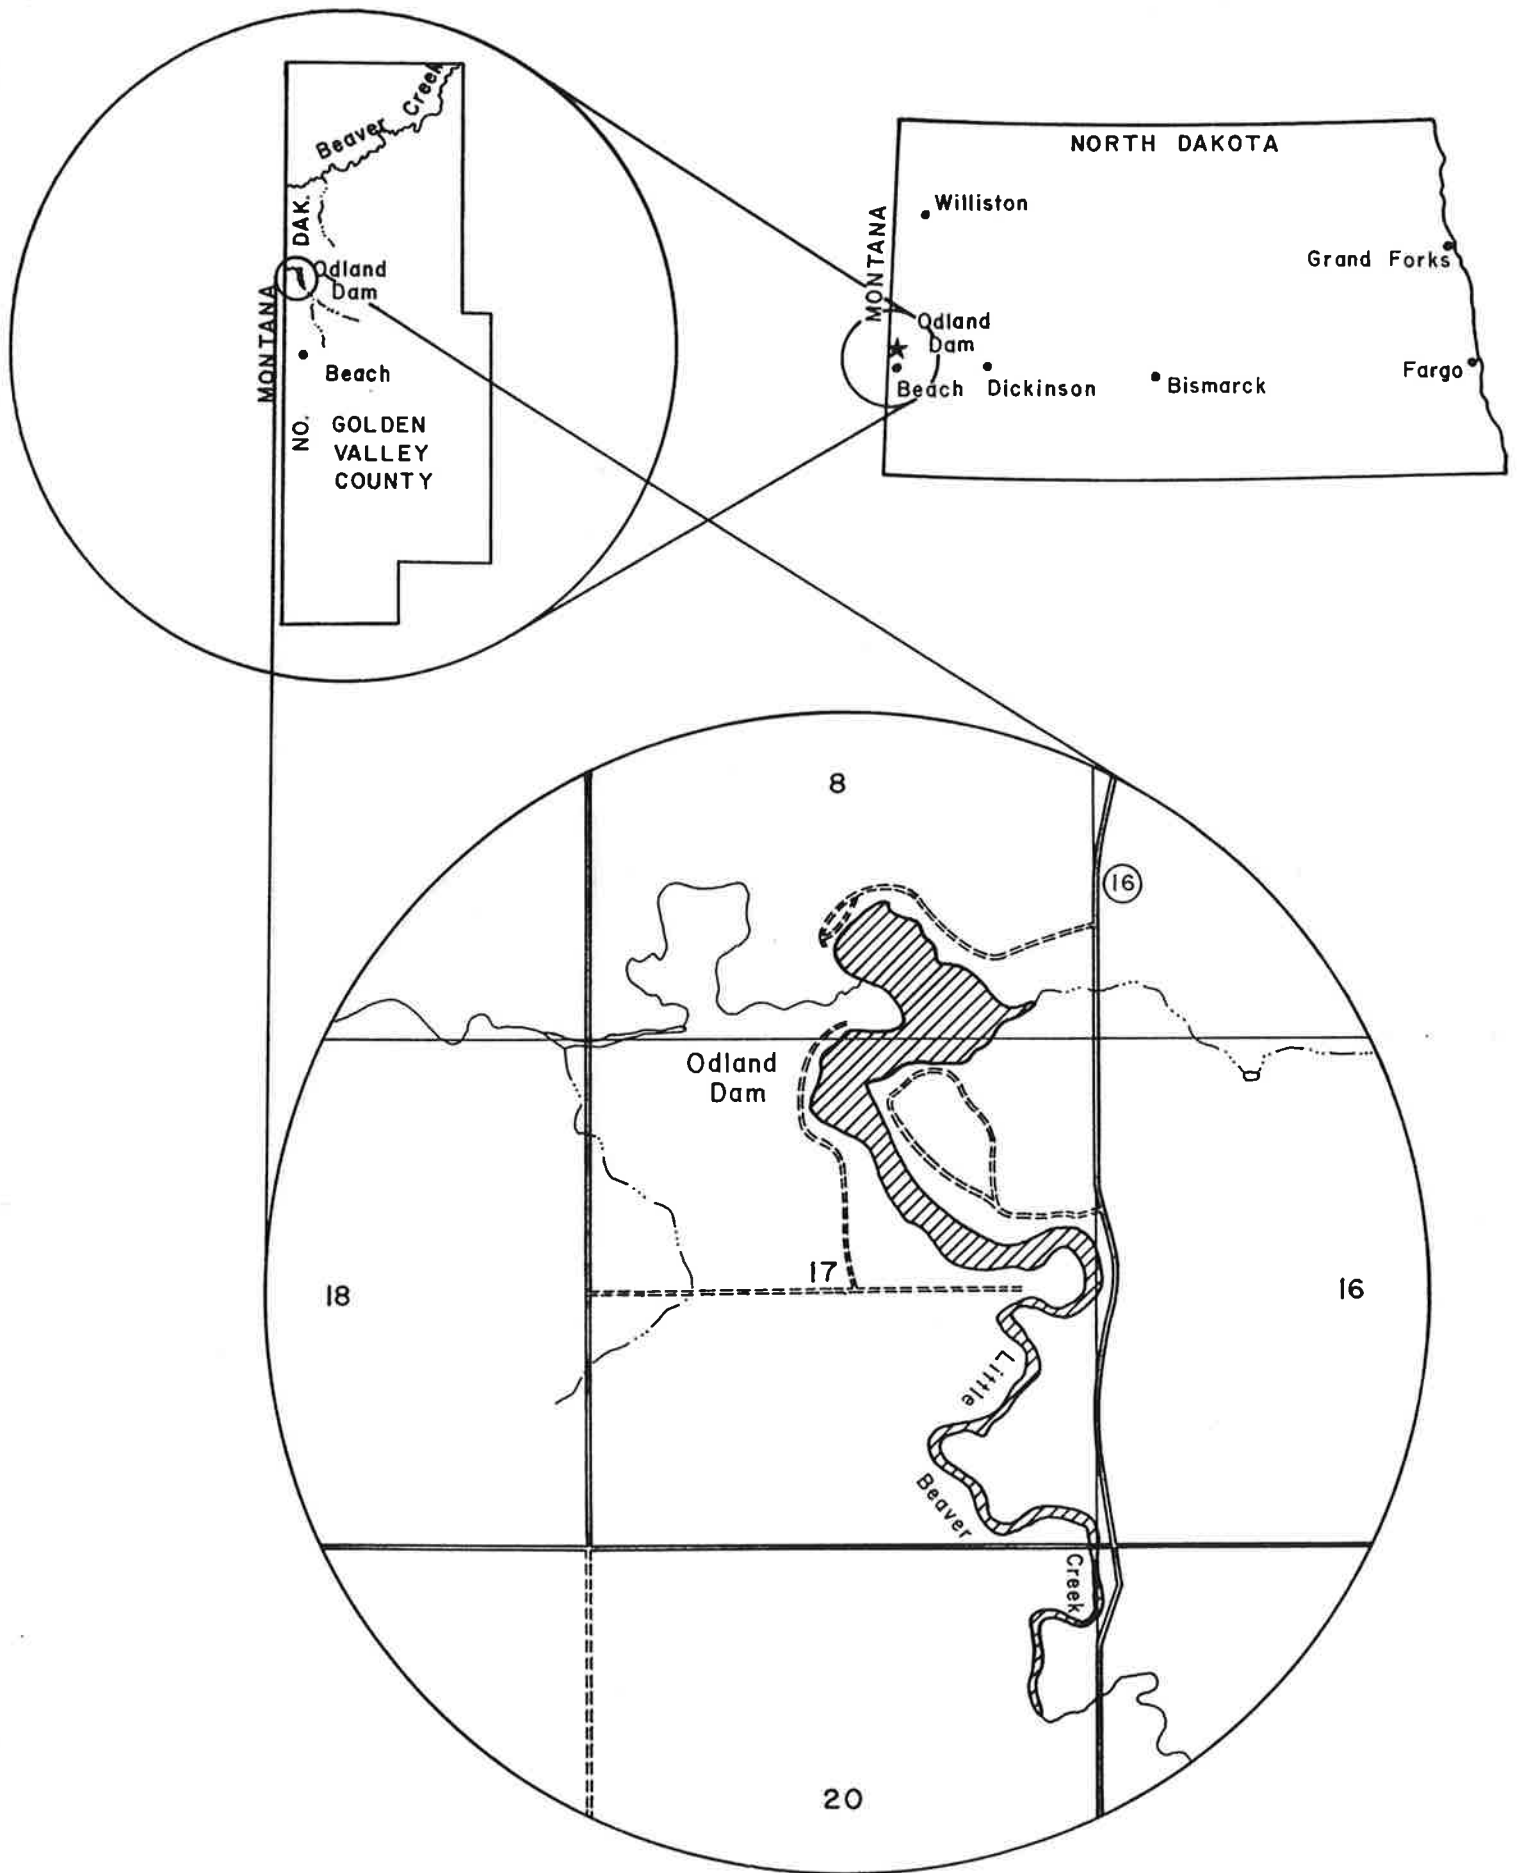 Beaver Creek
NO. DAK.
MONTANA
Odland
Dam
Beach
GOLDEN
VALLEY
COUNTY
NORTH DAKOTA
MONTANA
Williston
Grand Forks
Odland
Dam
Beach
Dickinson
Bismarck
Fargo
8
16
Odland
Dam
17
18
16
Little
Beaver
Creek
20